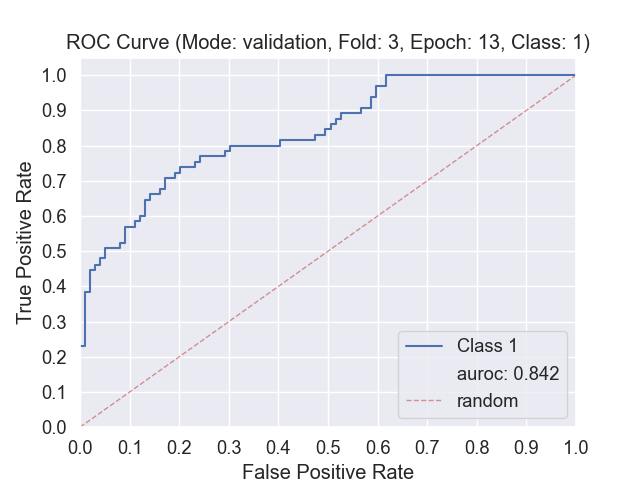 ROC Curve (Mode: validation, Fold: 3, Epoch: 13, Class: 1)
1.0
0.9
0.8
0.7
0.6
0.5
0.4
0.3
0.2
0.1
0.0
True Positive Rate
Class 1
auroc: 0.842
random
0.0 0.1 0.2 0.3 0.4 0.5 0.6 0.7 0.8 0.9 1.0
False Positive Rate